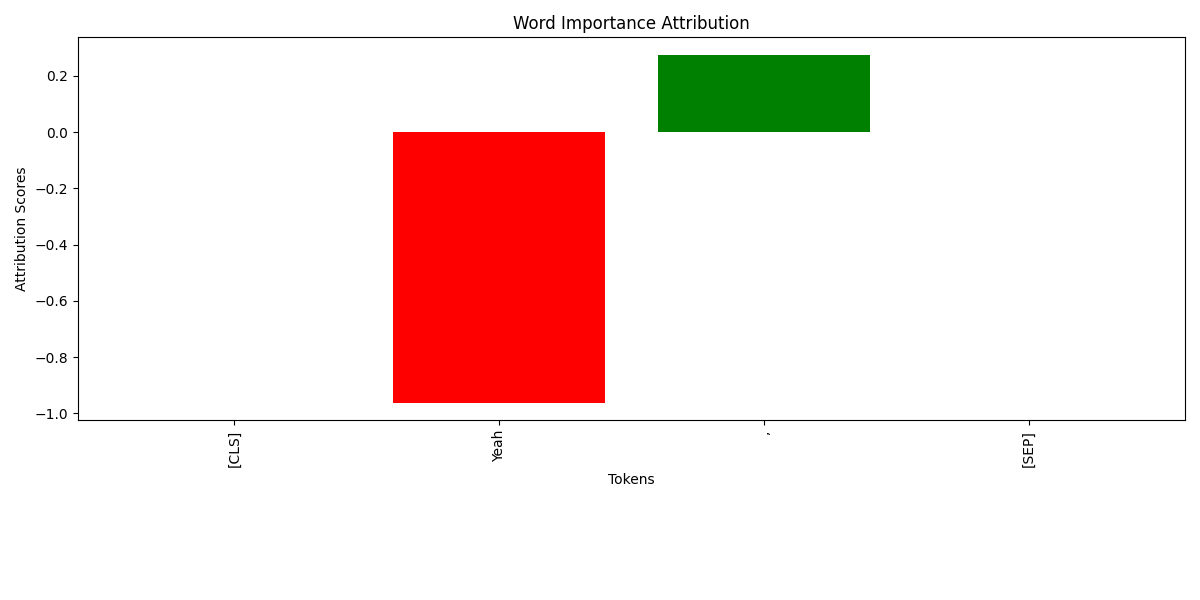 Word Importance Attribution
0.2
0.0
−0.2
−0.4
−0.6
−0.8
−1.0
Attribution Scores
[CLS]
Yeah
,
[SEP]
Tokens